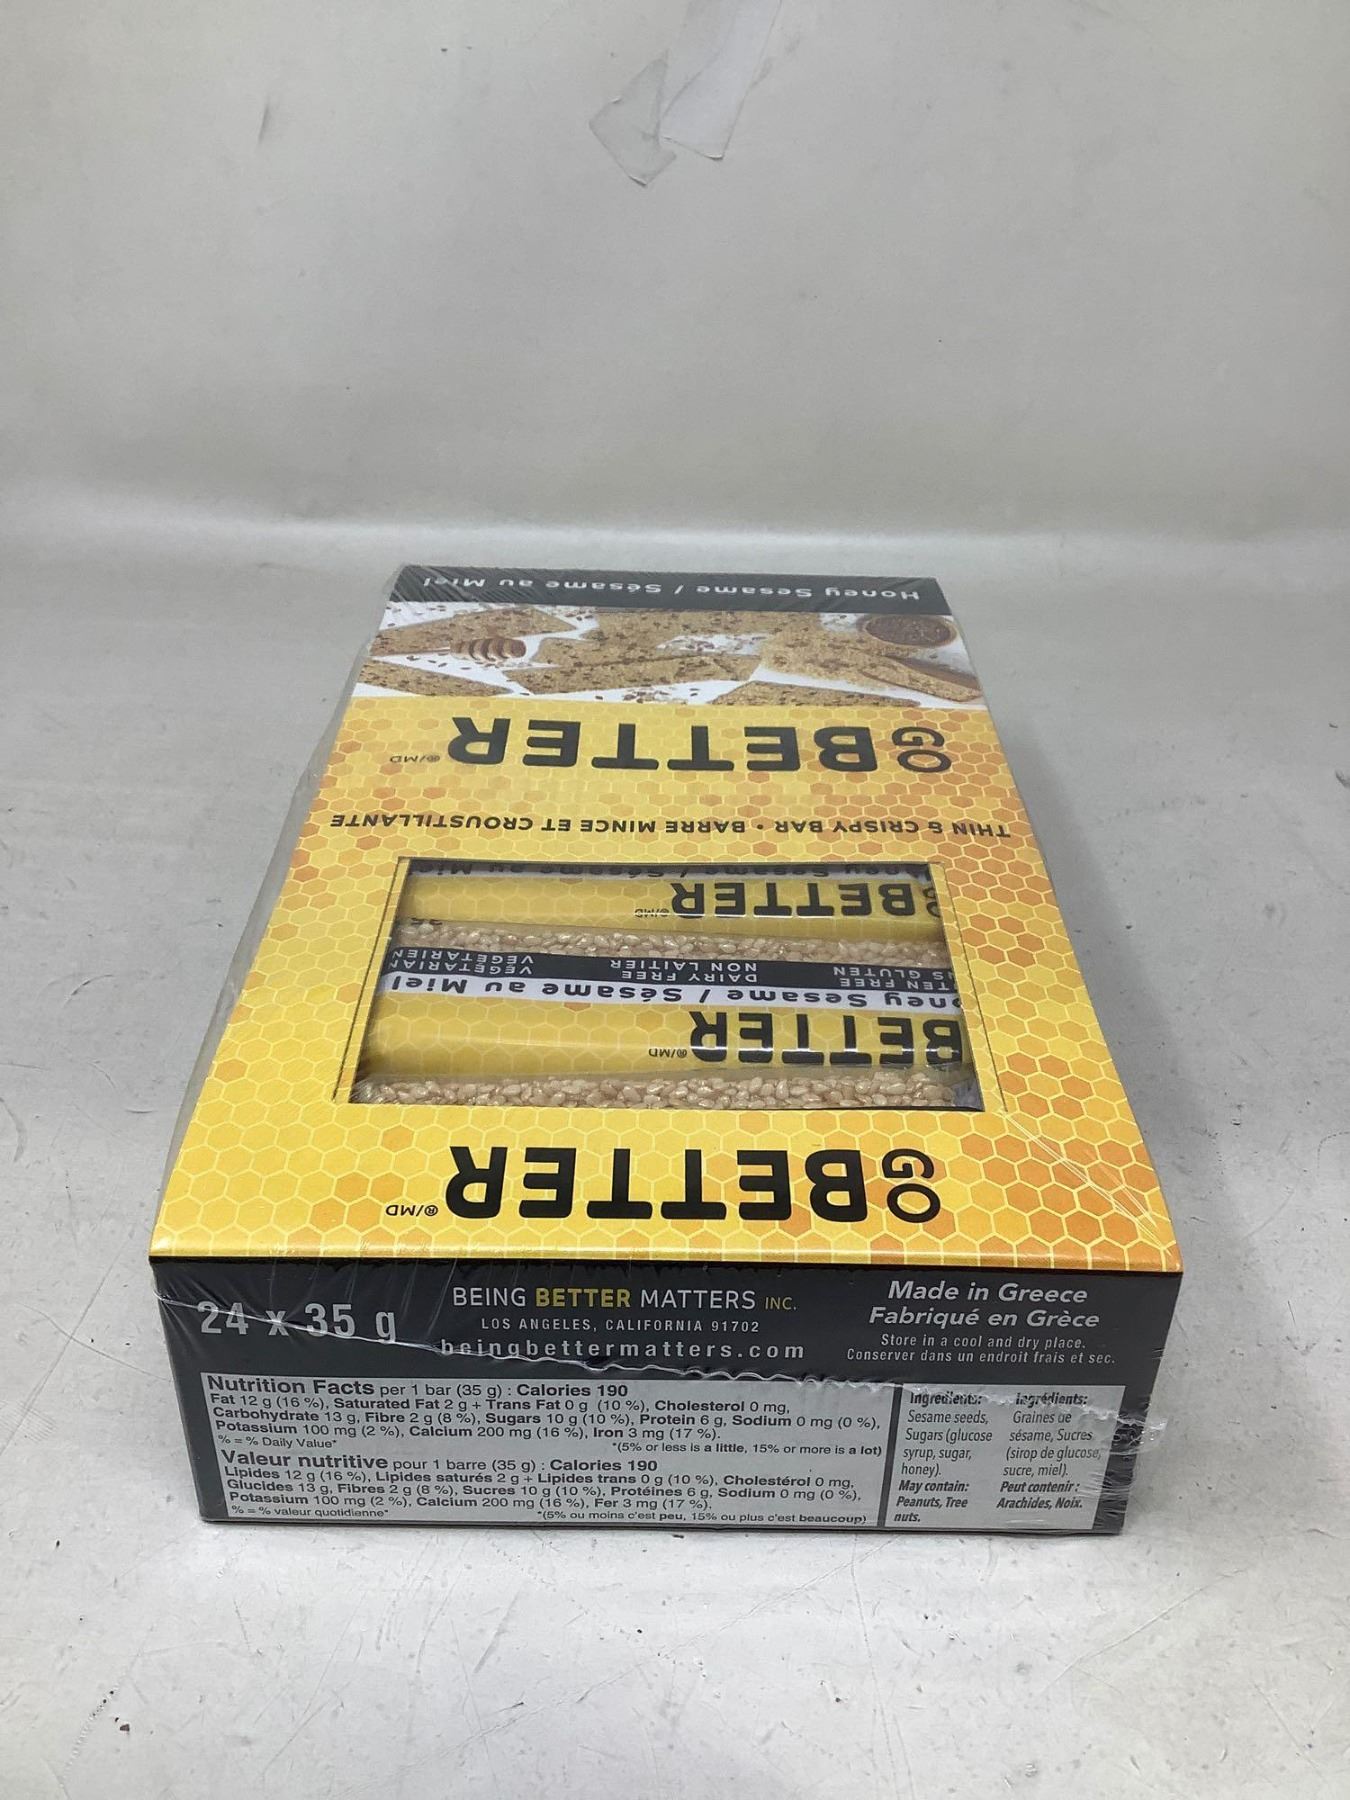 Honey Sesame / Sésame au Miel
GO BETTER ®/MD
THIN & CRISPY BAR • BARRE MINCE ET CROUSTILLANTE
BETTER ®/MD
VEGETARIAN
DAIRY FREE
TEN FREE
VÉGÉTARIEN
NON LAITIER
S GLUTEN
oney Sesame / Sésame au Miel
BETTER ®/MD
GO BETTER ®/MD
24 x 35 g
BEING BETTER MATTERS INC.
LOS ANGELES, CALIFORNIA 91702
beingbettermatters.com
Made in Greece
Fabriqué en Grèce
Store in a cool and dry place.
Conserver dans un endroit frais et sec.
Nutrition Facts per 1 bar (35 g) : Calories 190
Fat 12 g (16 %), Saturated Fat 2 g + Trans Fat 0 g (10 %), Cholesterol 0 mg,
Carbohydrate 13 g, Fibre 2 g (8 %), Sugars 10 g (10 %), Protein 6 g, Sodium 0 mg (0 %),
Potassium 100 mg (2 %), Calcium 200 mg (16 %), Iron 3 mg (17 %).
% = % Daily Value* *(5% or less is a little, 15% or more is a lot)
Valeur nutritive pour 1 barre (35 g) : Calories 190
Lipides 12 g (16 %), Lipides saturés 2 g + Lipides trans 0 g (10 %), Cholestérol 0 mg,
Glucides 13 g, Fibres 2 g (8 %), Sucres 10 g (10 %), Protéines 6 g, Sodium 0 mg (0 %),
Potassium 100 mg (2 %), Calcium 200 mg (16 %), Fer 3 mg (17 %).
% = % valeur quotidienne* *(5% ou moins c'est peu, 15% ou plus c'est beaucoup)
Ingredients:
Sesame seeds,
Sugars (glucose
syrup, sugar,
honey).
May contain:
Peanuts, Tree
nuts.
Ingrédients:
Graines de
sésame, Sucres
(sirop de glucose,
sucre, miel).
Peut contenir :
Arachides, Noix.